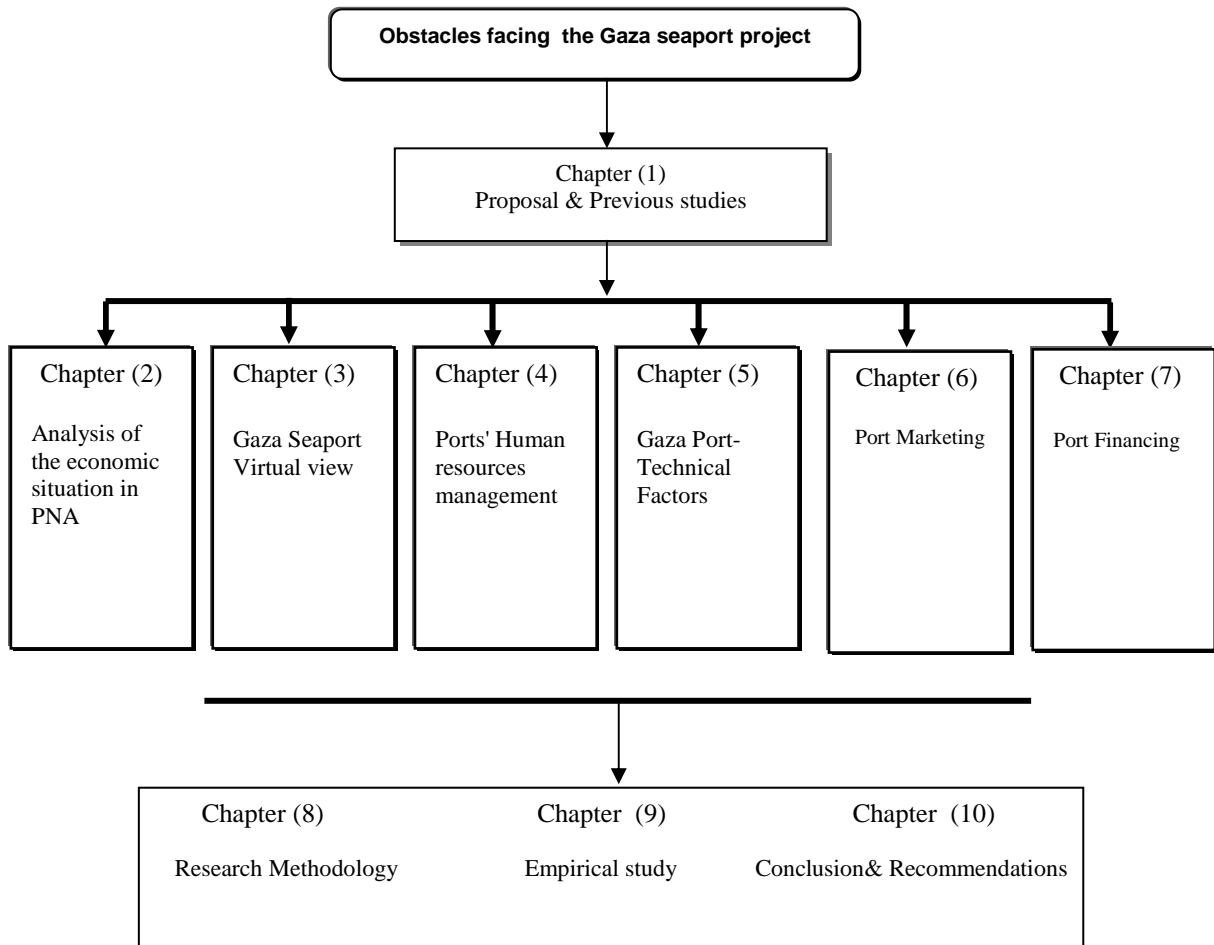 Obstacles facing the Gaza seaport project
Chapter (1)
Proposal & Previous studies
Chapter (2)
Analysis of
the economic
situation in
PNA
Chapter (3)
Gaza Seaport
Virtual view
Chapter (4)
Ports' Human
resources
management
Chapter (5)
Gaza Port-
Technical
Factors
Chapter (6)
Port Marketing
Chapter (7)
Port Financing
Chapter (8)
Research Methodology
Chapter (9)
Empirical study
Chapter (10)
Conclusion& Recommendations